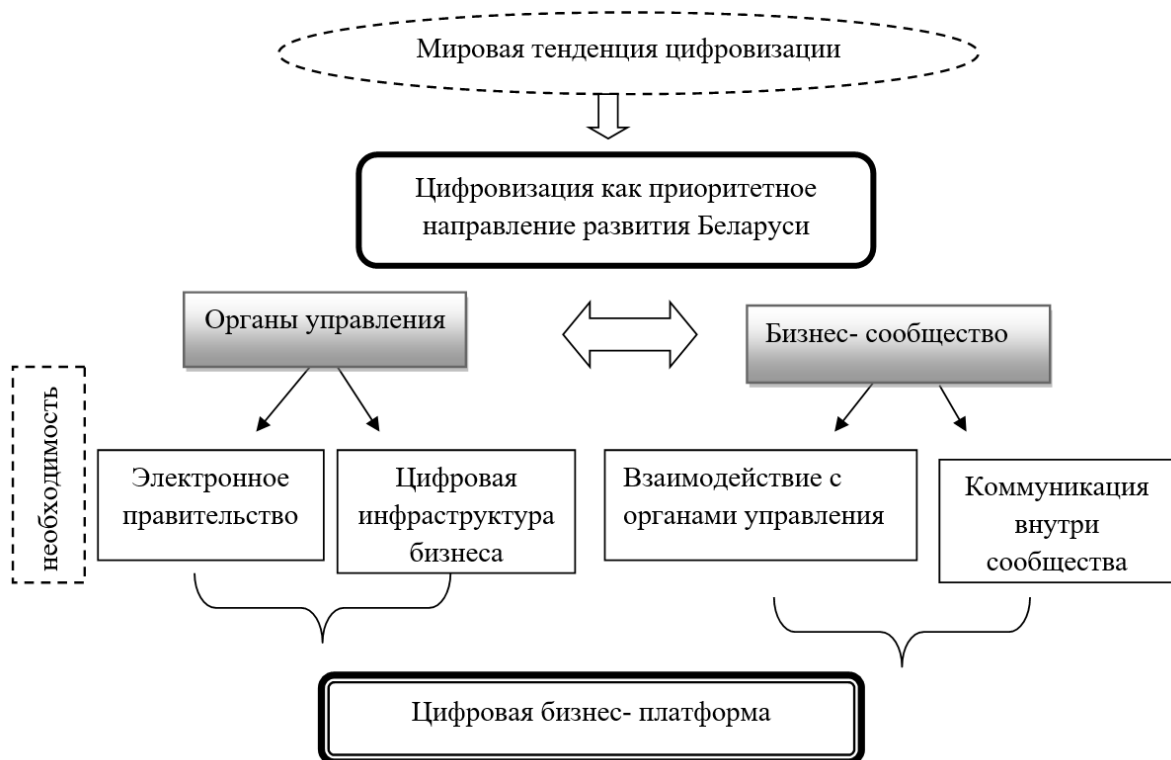 Мировая тенденция цифровизации
Цифровизация как приоритетное
направление развития Беларуси
Органы управления
Бизнес- сообщество
необходимость
Электронное
правительство
Цифровая
инфраструктура
бизнеса
Взаимодействие с
органами управления
Коммуникация
внутри
сообщества
Цифровая бизнес- платформа